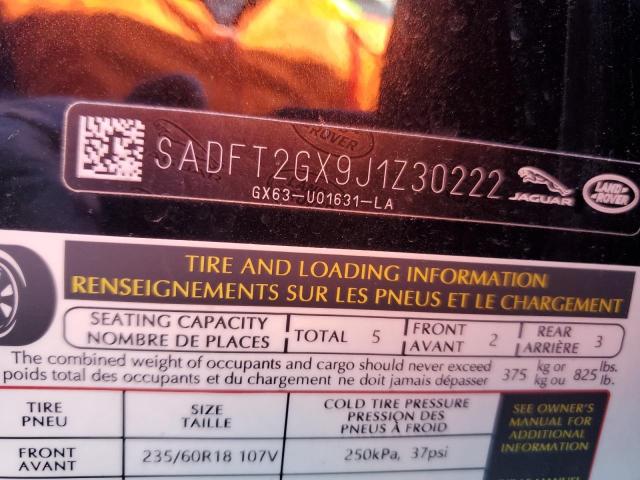 SADFT2GX9J1Z30222
GX63-U01631-LA
JAGUAR
LAND ROVER
TIRE AND LOADING INFORMATION
RENSEIGNEMENTS SUR LES PNEUS ET LE CHARGEMENT
SEATING CAPACITY TOTAL 5 FRONT 2 REAR 3
NOMBRE DE PLACES AVANT ARRIÈRE
The combined weight of occupants and cargo should never exceed 375 kg or 825 lbs.
poids total des occupants et du chargement ne doit jamais dépasser kg ou lb.
TIRE SIZE COLD TIRE PRESSURE
PNEU TAILLE PRESSION DES
PNEUS À FROID
SEE OWNER'S
MANUAL FOR
ADDITIONAL
INFORMATION
FRONT 235/60R18 107V 250kPa, 37psi
AVANT